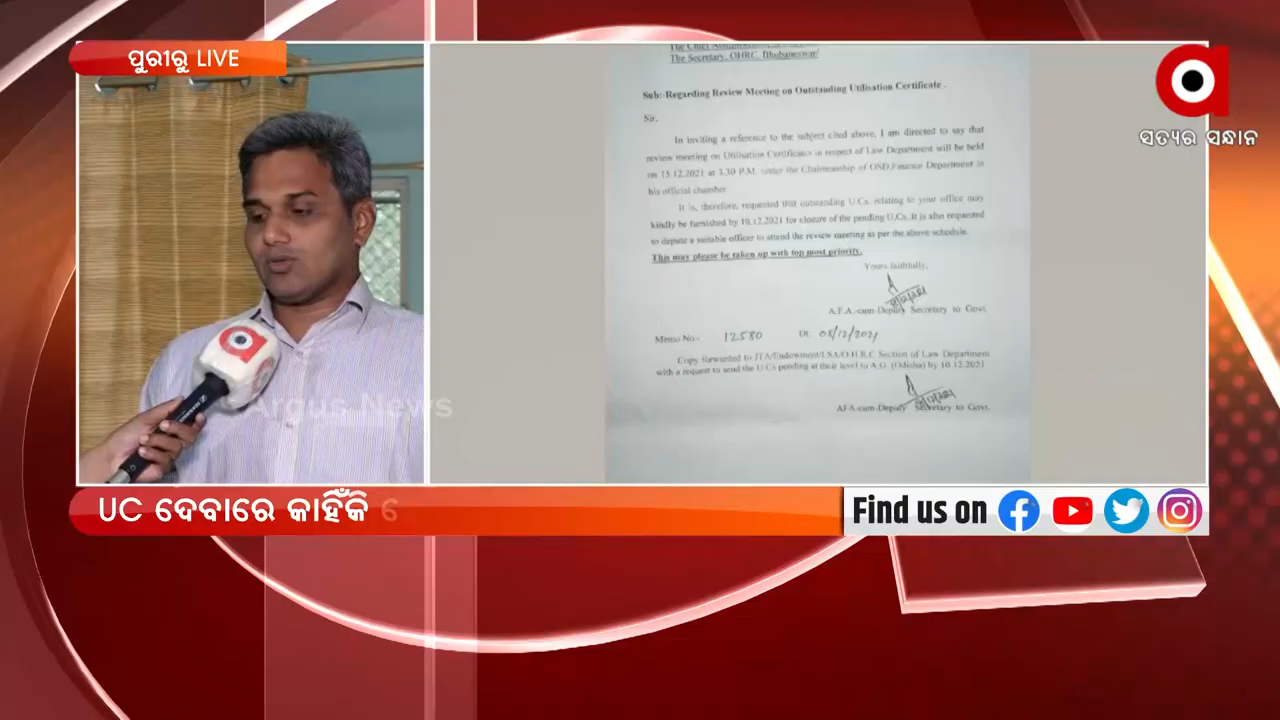 ପୁରୀରୁ LIVE
ସତ୍ୟର ସନ୍ଧାନ
The Secretary, OHRC, Bhubaneswar/
Sub:-Regarding Review Meeting on Outstanding Utilisation Certificate .
Sir,
In inviting a reference to the subject cited above, I am directed to say that
review meeting on Utilisation Certificates in respect of Law Department will be held
on 15.12.2021 at 3.30 P.M. under the Chairmanship of OSD,Finance Department in
his official chamber
It is, therefore, requested that outstanding U.Cs, relating to your office may
kindly be furnished by 10.12.2021 for closure of the pending U.Cs. It is also requested
to depute a suitable officer to attend the review meeting as per the above schedule.
This may please be taken up with top most priority.
Yours faithfully,
A.F.A.-cum-Deputy Secretary to Govt.
Memo No:- 12580 Dt. 08/12/2021
Copy forwarded to JTA/Endowment/LSA/O.H.R.C Section of Law Department
with a request to send the U.Cs pending at their level to A.G. (Odisha) by 10.12.2021
AFA-cum-Deputy Secretary to Govt.
Argus News
UC ଦେବାରେ କାହିଁକି
Find us on